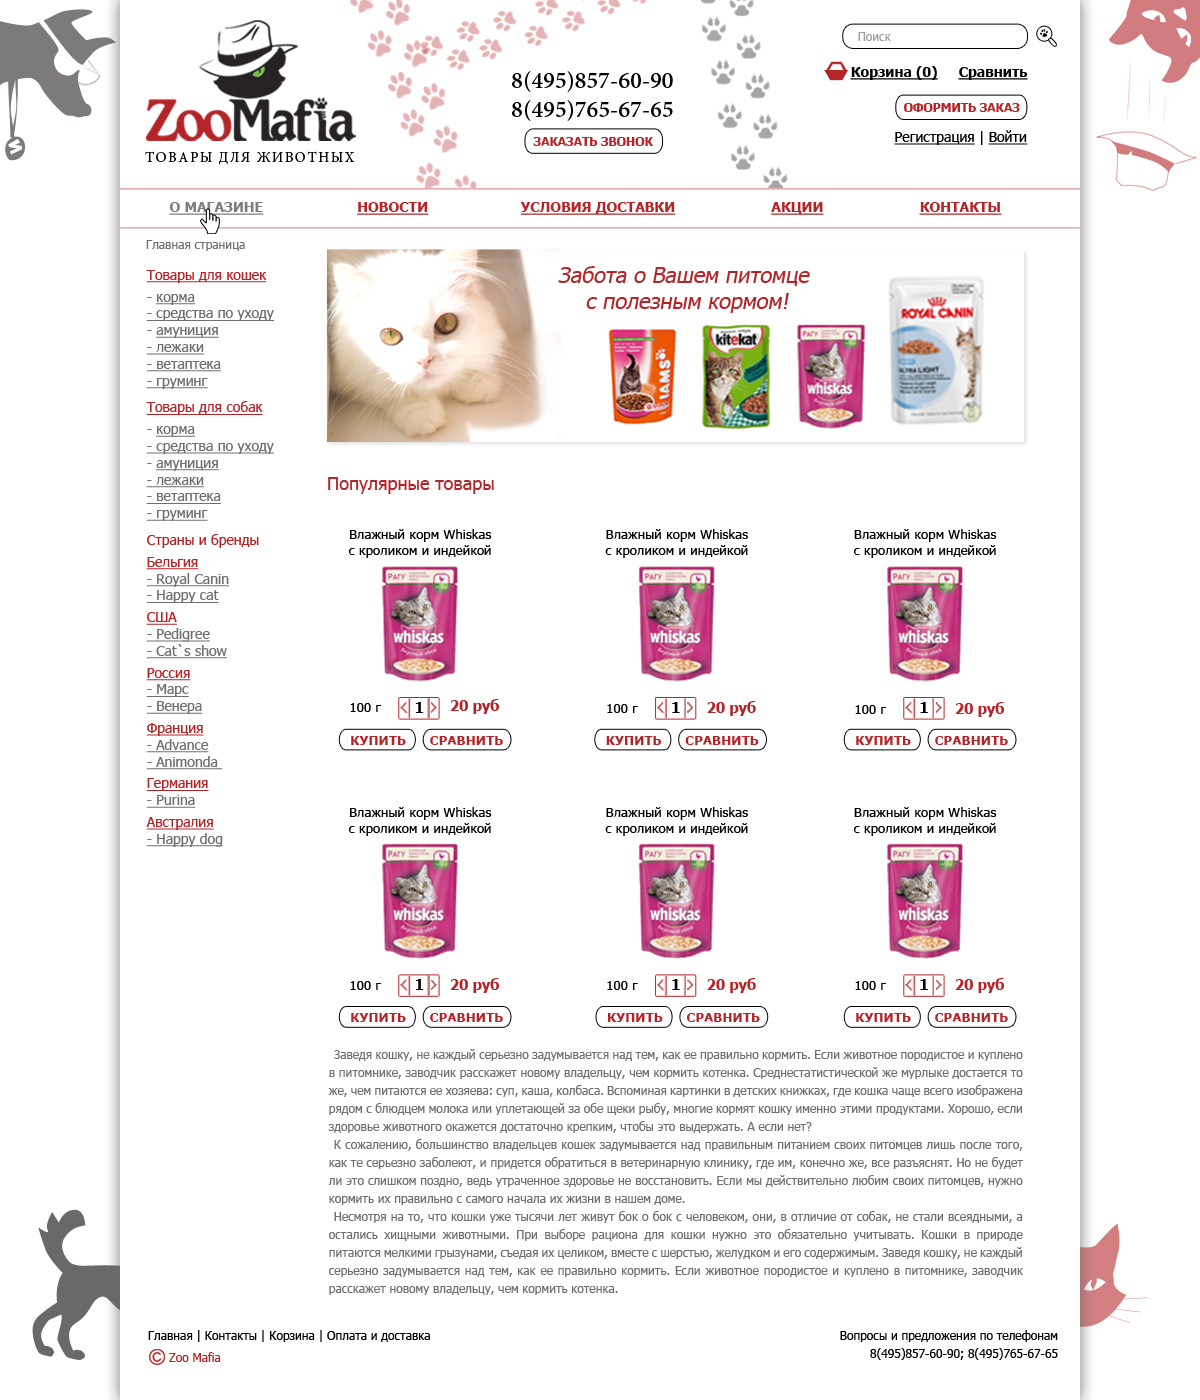 ZooMafia
ТОВАРЫ ДЛЯ ЖИВОТНЫХ
8(495)857-60-90
8(495)765-67-65
ЗАКАЗАТЬ ЗВОНОК
Поиск
Корзина (0) Сравнить
ОФОРМИТЬ ЗАКАЗ
Регистрация | Войти
О МАГАЗИНЕ НОВОСТИ УСЛОВИЯ ДОСТАВКИ АКЦИИ КОНТАКТЫ
Главная страница
Товары для кошек
- корма
- средства по уходу
- амуниция
- лежаки
- ветаптека
- груминг
Товары для собак
- корма
- средства по уходу
- амуниция
- лежаки
- ветаптека
- груминг
Страны и бренды
Бельгия
- Royal Canin
- Happy cat
США
- Pedigree
- Cat`s show
Россия
- Марс
- Венера
Франция
- Advance
- Animonda
Германия
- Purina
Австралия
- Happy dog
Забота о Вашем питомце
с полезным кормом!
IAMS
kitekat
whiskas
ROYAL CANIN
ULTRA LIGHT
Популярные товары
Влажный корм Whiskas Влажный корм Whiskas Влажный корм Whiskas
с кроликом и индейкой с кроликом и индейкой с кроликом и индейкой
РАГУ РАГУ РАГУ
whiskas whiskas whiskas
100 г 1 20 руб 100 г 1 20 руб 100 г 1 20 руб
КУПИТЬ СРАВНИТЬ КУПИТЬ СРАВНИТЬ КУПИТЬ СРАВНИТЬ
Влажный корм Whiskas Влажный корм Whiskas Влажный корм Whiskas
с кроликом и индейкой с кроликом и индейкой с кроликом и индейкой
РАГУ РАГУ РАГУ
whiskas whiskas whiskas
100 г 1 20 руб 100 г 1 20 руб 100 г 1 20 руб
КУПИТЬ СРАВНИТЬ КУПИТЬ СРАВНИТЬ КУПИТЬ СРАВНИТЬ
Заведя кошку, не каждый серьезно задумывается над тем, как ее правильно кормить. Если животное породистое и куплено
в питомнике, заводчик расскажет новому владельцу, чем кормить котенка. Среднестатистической же мурлыке достается то
же, чем питаются ее хозяева: суп, каша, колбаса. Вспоминая картинки в детских книжках, где кошка чаще всего изображена
рядом с блюдцем молока или уплетающей за обе щеки рыбу, многие кормят кошку именно этими продуктами. Хорошо, если
здоровье животного окажется достаточно крепким, чтобы это выдержать. А если нет?
К сожалению, большинство владельцев кошек задумывается над правильным питанием своих питомцев лишь после того,
как те серьезно заболеют, и придется обратиться в ветеринарную клинику, где им, конечно же, все разъяснят. Но не будет
ли это слишком поздно, ведь утраченное здоровье не восстановить. Если мы действительно любим своих питомцев, нужно
кормить их правильно с самого начала их жизни в нашем доме.
Несмотря на то, что кошки уже тысячи лет живут бок о бок с человеком, они, в отличие от собак, не стали всеядными, а
остались хищными животными. При выборе рациона для кошки нужно это обязательно учитывать. Кошки в природе
питаются мелкими грызунами, съедая их целиком, вместе с шерстью, желудком и его содержимым. Заведя кошку, не каждый
серьезно задумывается над тем, как ее правильно кормить. Если животное породистое и куплено в питомнике, заводчик
расскажет новому владельцу, чем кормить котенка.
Главная | Контакты | Корзина | Оплата и доставка
© Zoo Mafia
Вопросы и предложения по телефонам
8(495)857-60-90; 8(495)765-67-65